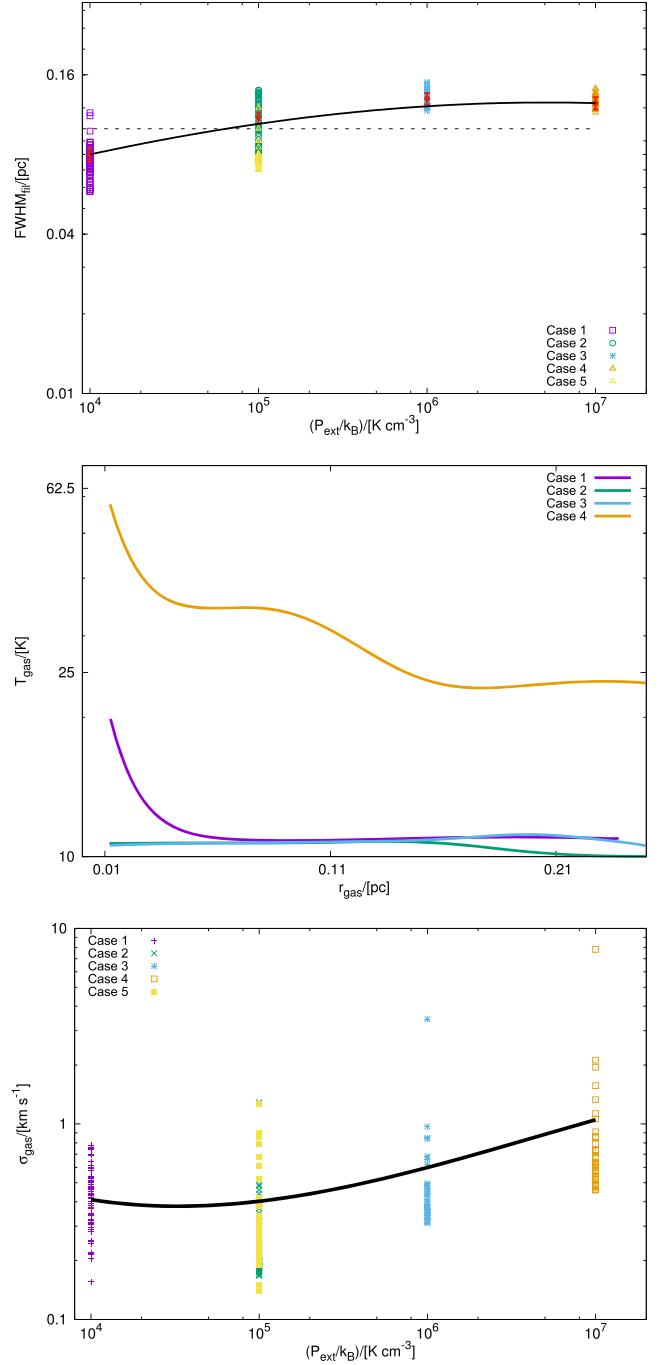 0.16
0.04
0.01
FWHM_fil/[pc]
Case 1
Case 2
Case 3
Case 4
Case 5
10^4 10^5 10^6 10^7
(P_ext/k_B)/[K cm^-3]
62.5
25
10
T_gas/[K]
Case 1
Case 2
Case 3
Case 4
0.01 0.11 0.21
r_gas/[pc]
10
1
0.1
σ_gas/[km s^-1]
Case 1
Case 2
Case 3
Case 4
Case 5
10^4 10^5 10^6 10^7
(P_ext/k_B)/[K cm^-3]